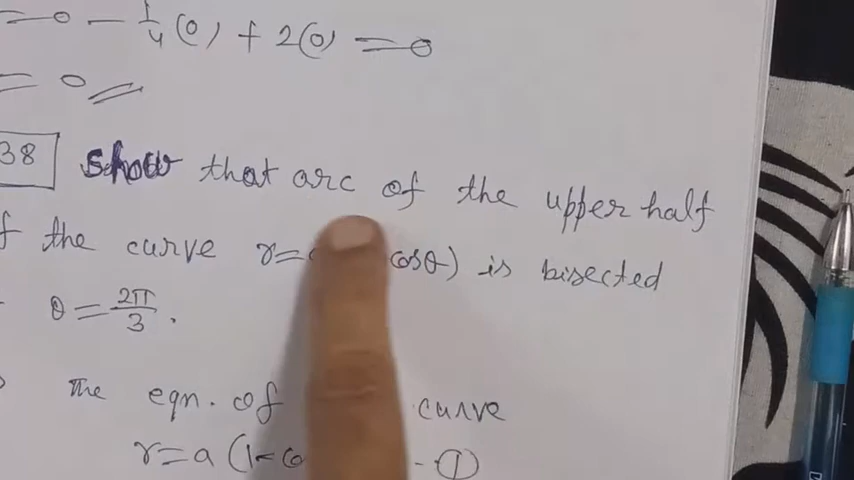 = 0 - 1/4 (0) + 2(0) = 0
= 0
38 Show that arc of the upper half
the curve r= cosθ) is bisected
θ = 2π/3 .
The eqn. of curve
r = a (1- - ①